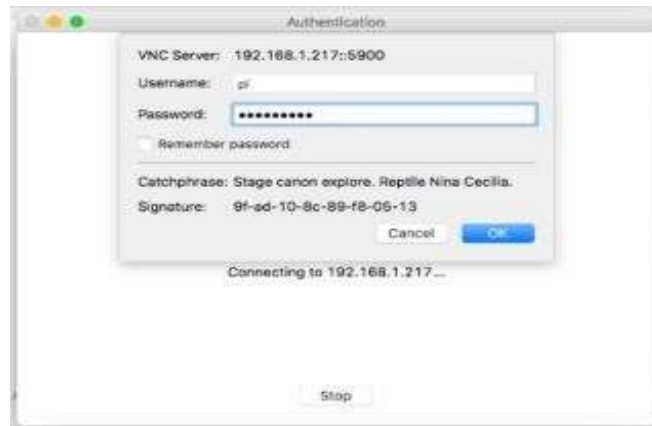 Authentication
VNC Server: 192.168.1.217::5900
Username: pi
Password: •••••••••
Remember password
Catchphrase: Stage canon explore. Reptile Nina Cecilia.
Signature: 9f-ad-10-8c-89-f8-05-13
Cancel OK
Connecting to 192.168.1.217...
Stop